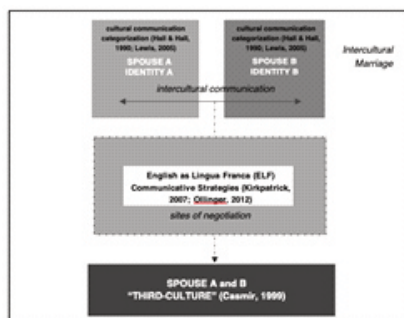 cultural communication
categorization (Hall & Hall,
1990; Lewis, 2005)
SPOUSE A
IDENTITY A
cultural communication
categorization (Hall & Hall,
1990; Lewis, 2005)
SPOUSE B
IDENTITY B
Intercultural
Marriage
intercultural communication
English as Lingua Franca (ELF)
Communicative Strategies (Kirkpatrick,
2007; Ollinger, 2012)
sites of negotiation
SPOUSE A and B
"THIRD-CULTURE" (Casmir, 1999)